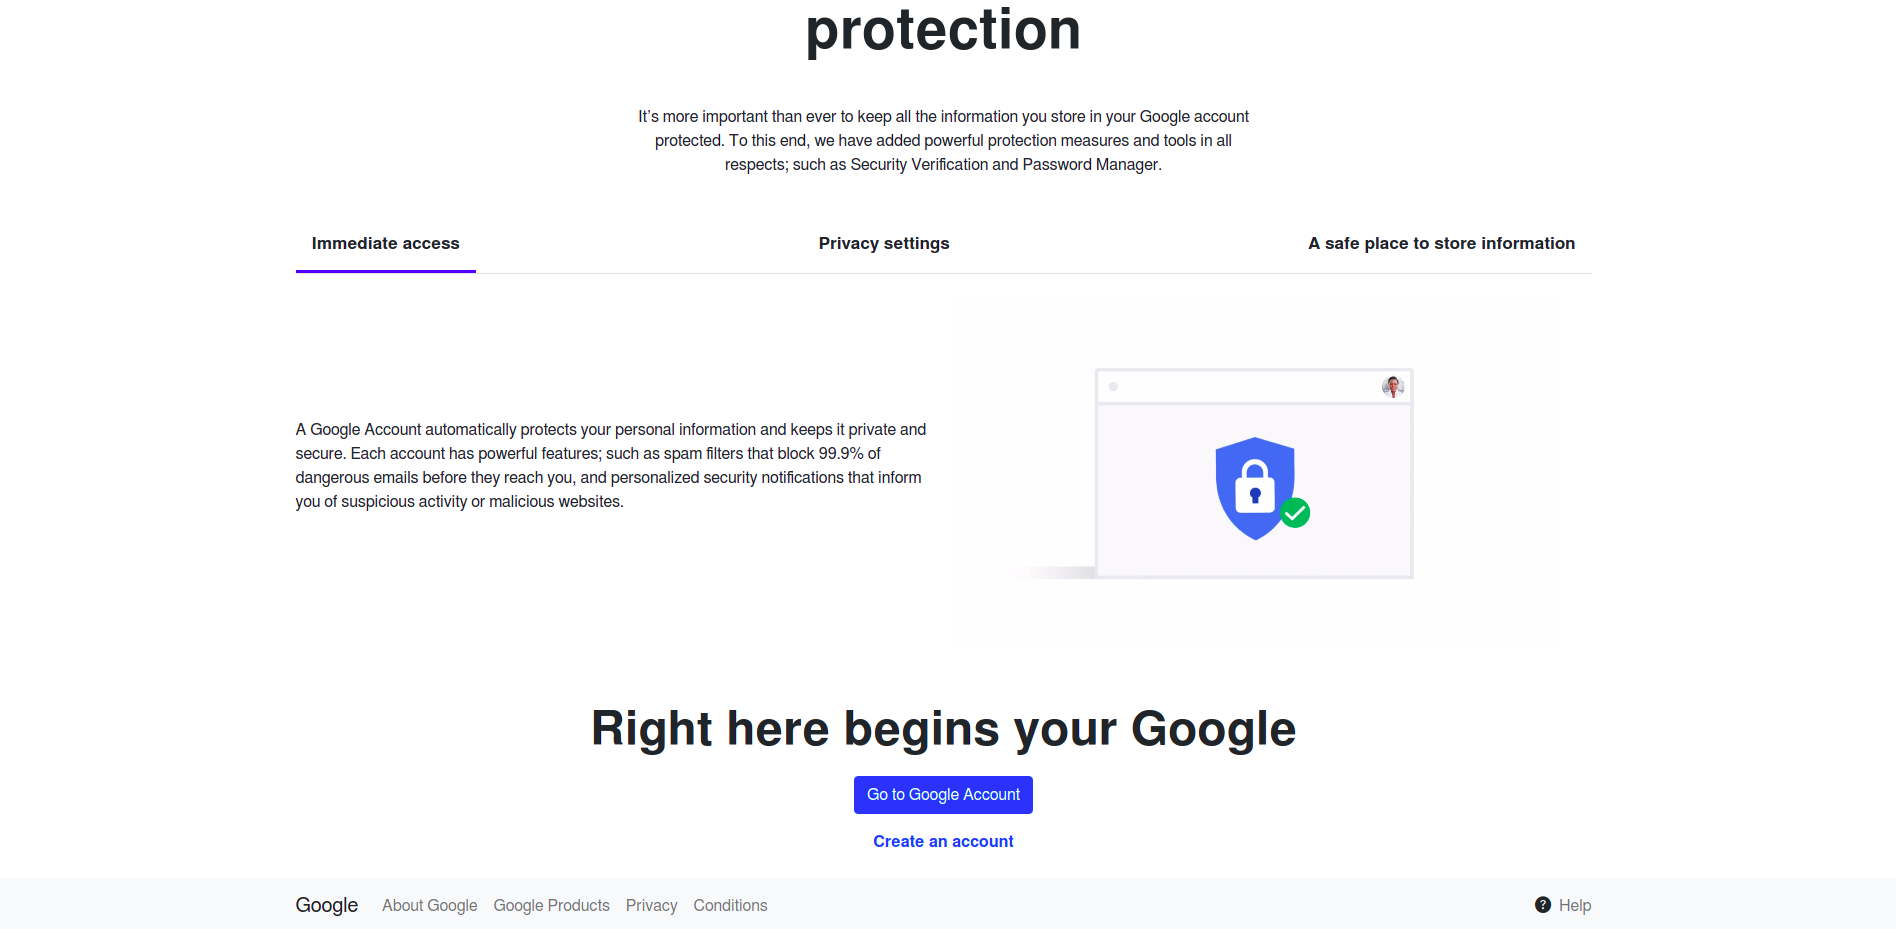 protection
It's more important than ever to keep all the information you store in your Google account
protected. To this end, we have added powerful protection measures and tools in all
respects; such as Security Verification and Password Manager.
Immediate access
Privacy settings
A safe place to store information
A Google Account automatically protects your personal information and keeps it private and
secure. Each account has powerful features; such as spam filters that block 99.9% of
dangerous emails before they reach you, and personalized security notifications that inform
you of suspicious activity or malicious websites.
Right here begins your Google
Go to Google Account
Create an account
Google About Google Google Products Privacy Conditions ? Help